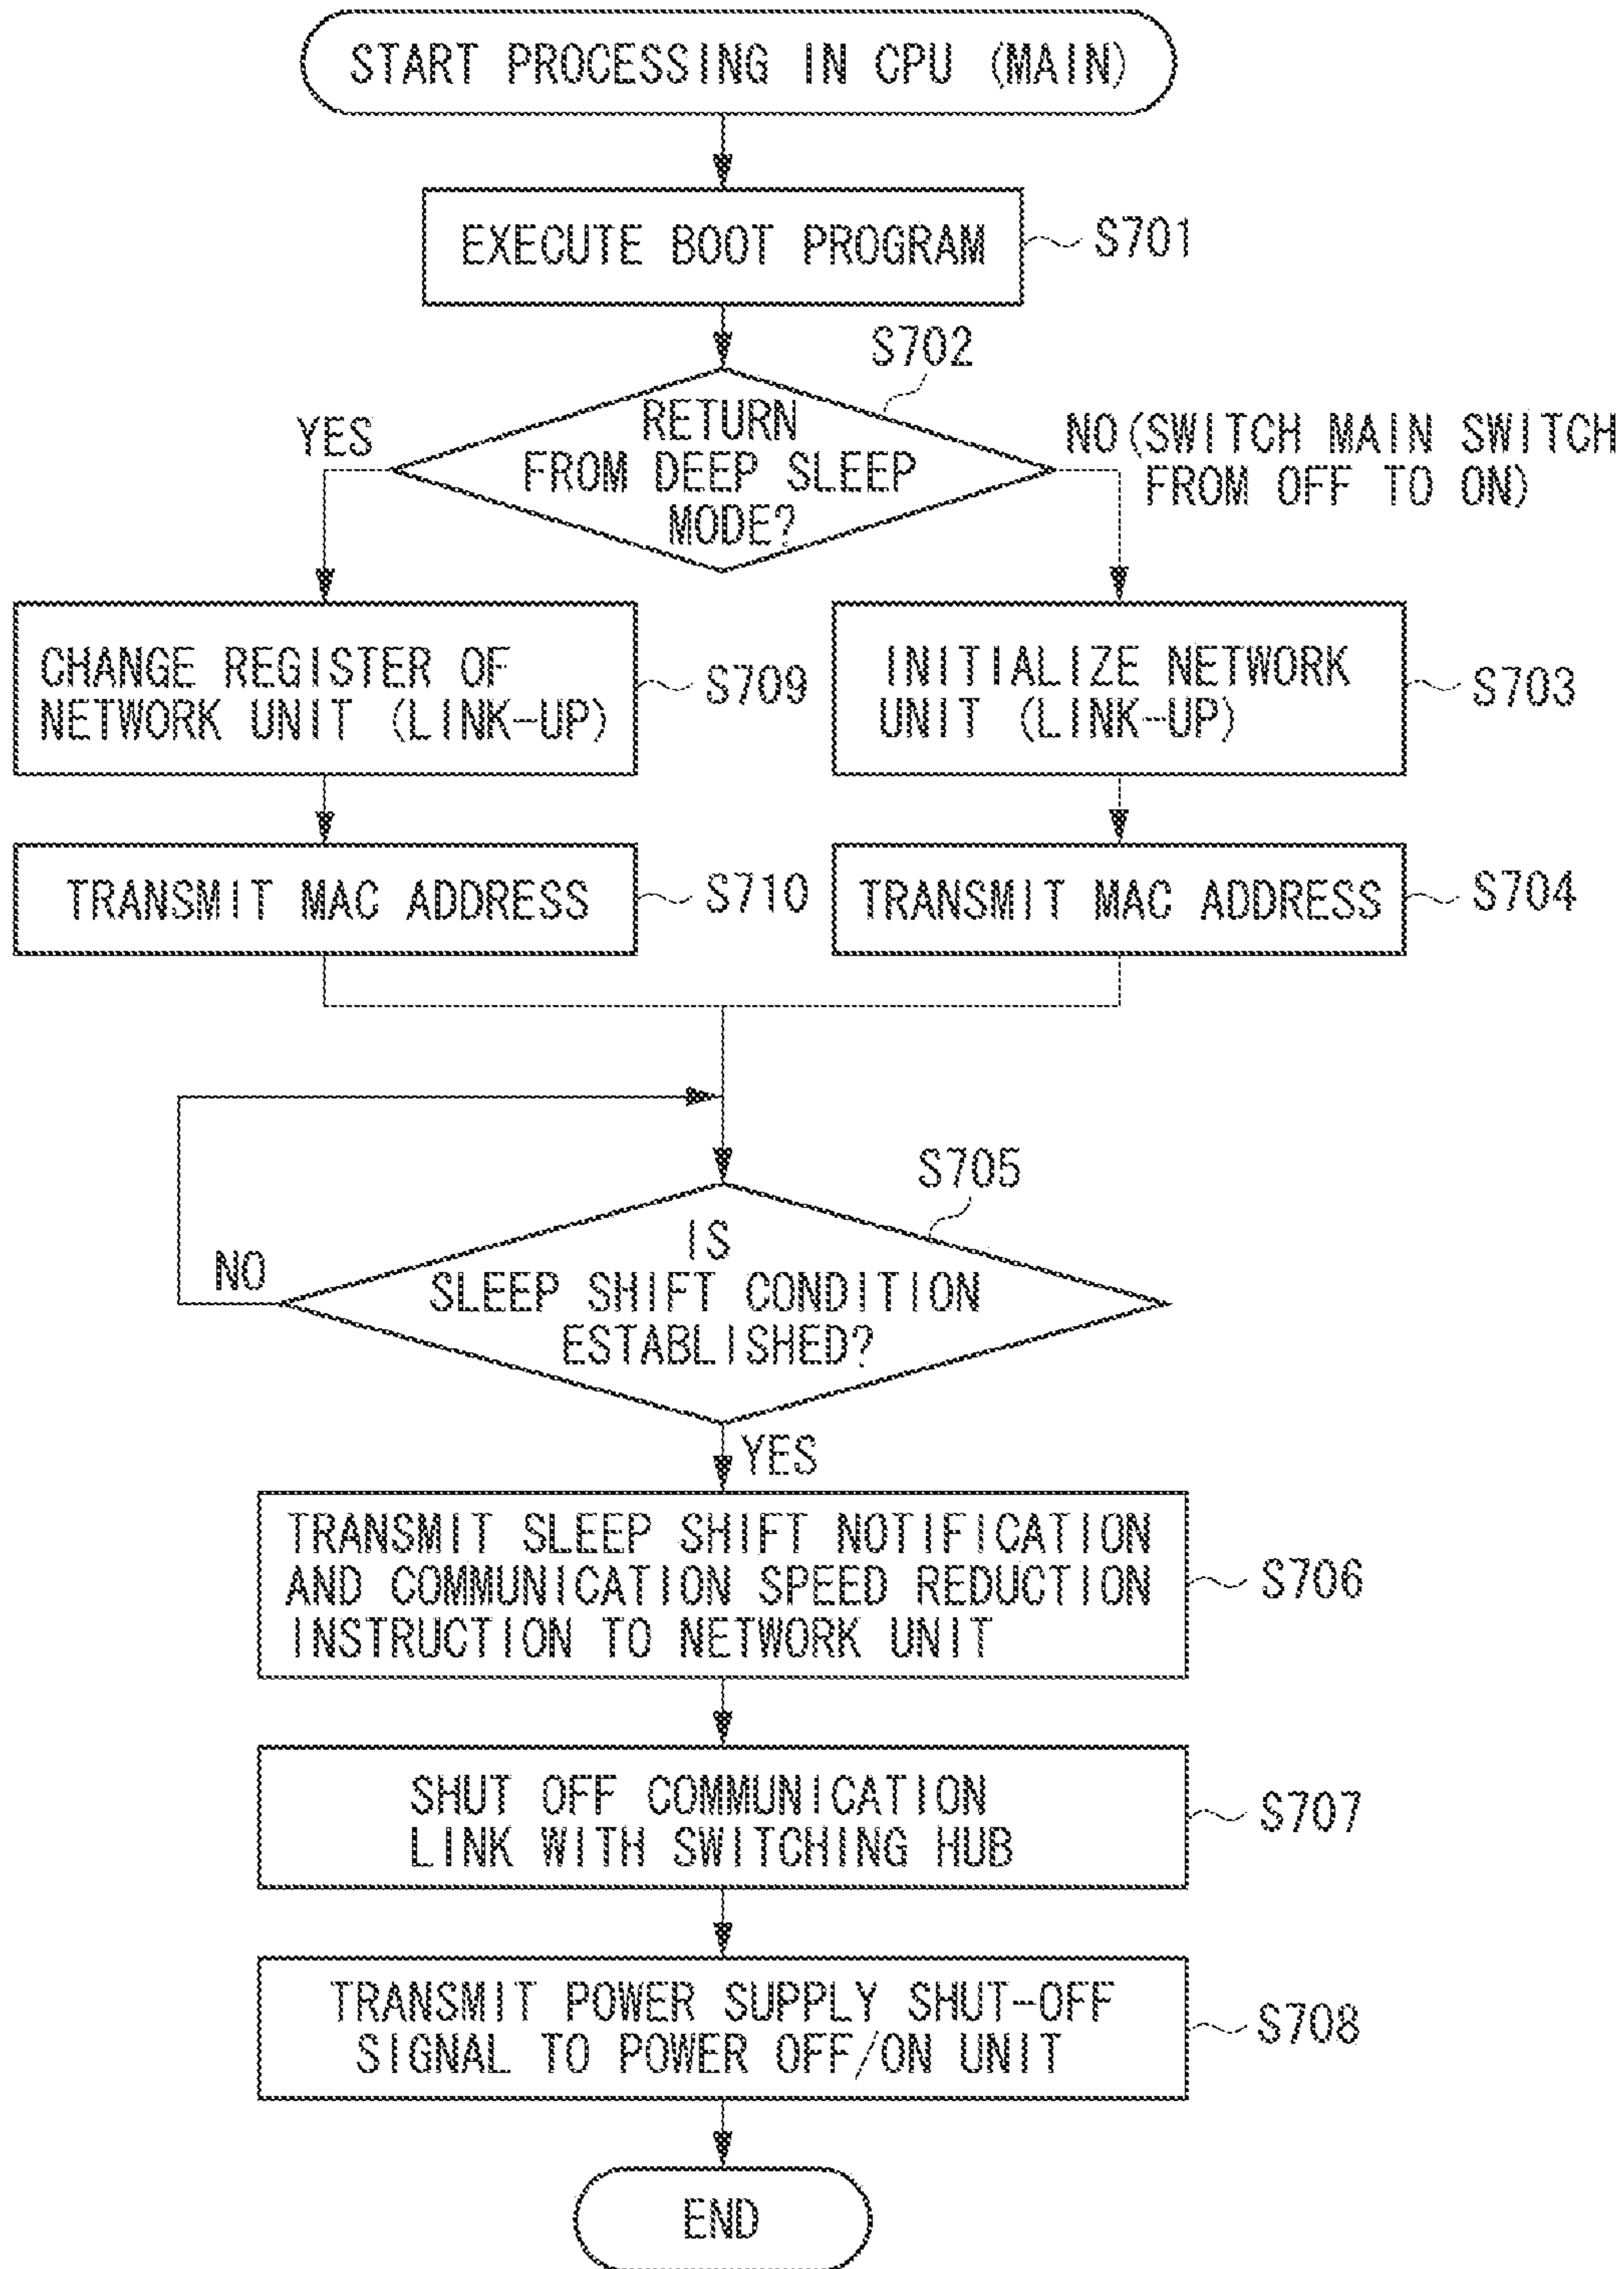 START PROCESSING IN CPU (MAIN)
EXECUTE BOOT PROGRAM
S701
S702
RETURN
FROM DEEP SLEEP
MODE?
YES
NO (SWITCH MAIN SWITCH
FROM OFF TO ON)
CHANGE REGISTER OF
NETWORK UNIT (LINK-UP)
S709
INITIALIZE NETWORK
UNIT (LINK-UP)
S703
TRANSMIT MAC ADDRESS
S710
TRANSMIT MAC ADDRESS
S704
S705
IS
SLEEP SHIFT CONDITION
ESTABLISHED?
NO
YES
TRANSMIT SLEEP SHIFT NOTIFICATION
AND COMMUNICATION SPEED REDUCTION
INSTRUCTION TO NETWORK UNIT
S706
SHUT OFF COMMUNICATION
LINK WITH SWITCHING HUB
S707
TRANSMIT POWER SUPPLY SHUT-OFF
SIGNAL TO POWER OFF/ON UNIT
S708
END